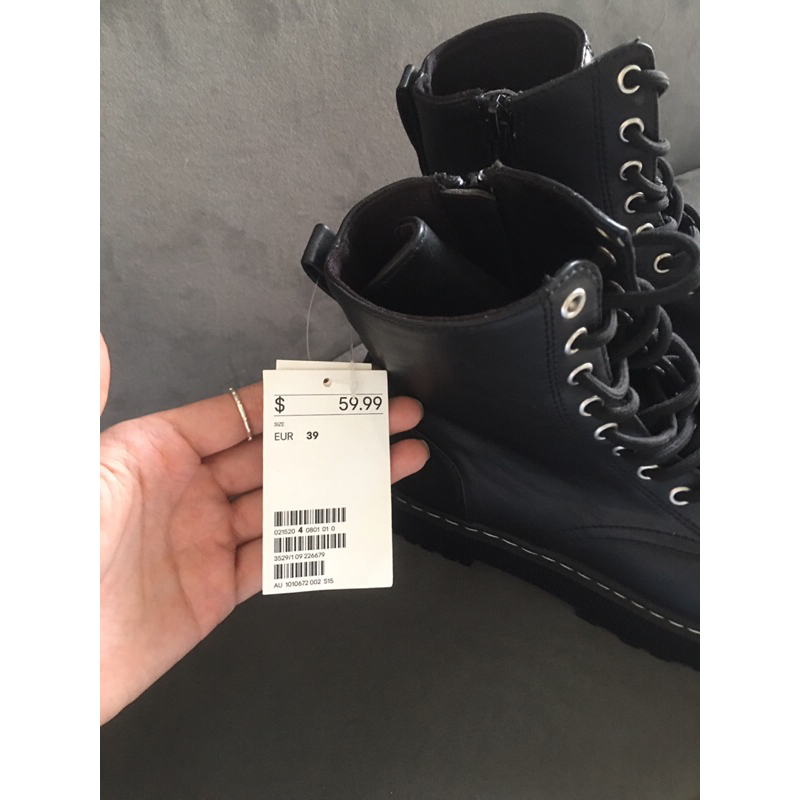 $ 59.99
SIZE
EUR 39
021520 4 0801 01 0
3529/1 09 226679
AU 1010672 002 S15